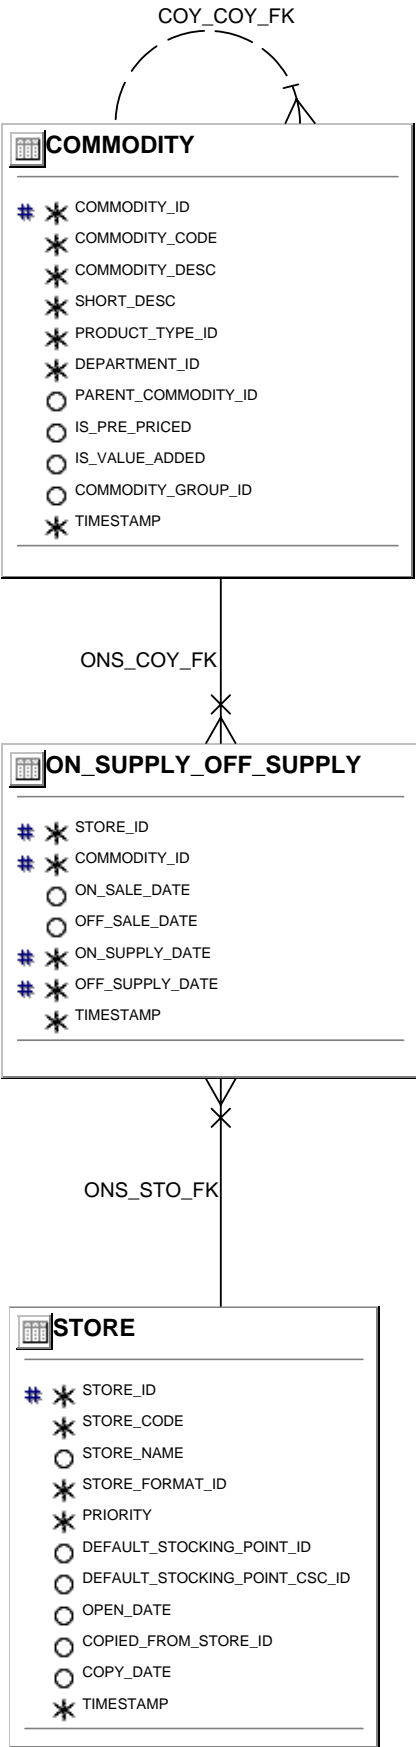 COY_COY_FK
COMMODITY
# * COMMODITY_ID
* COMMODITY_CODE
* COMMODITY_DESC
* SHORT_DESC
* PRODUCT_TYPE_ID
* DEPARTMENT_ID
O PARENT_COMMODITY_ID
O IS_PRE_PRICED
O IS_VALUE_ADDED
O COMMODITY_GROUP_ID
* TIMESTAMP
ONS_COY_FK
ON_SUPPLY_OFF_SUPPLY
# * STORE_ID
# * COMMODITY_ID
O ON_SALE_DATE
O OFF_SALE_DATE
# * ON_SUPPLY_DATE
# * OFF_SUPPLY_DATE
* TIMESTAMP
ONS_STO_FK
STORE
# * STORE_ID
* STORE_CODE
O STORE_NAME
* STORE_FORMAT_ID
* PRIORITY
O DEFAULT_STOCKING_POINT_ID
O DEFAULT_STOCKING_POINT_CSC_ID
O OPEN_DATE
O COPIED_FROM_STORE_ID
O COPY_DATE
* TIMESTAMP